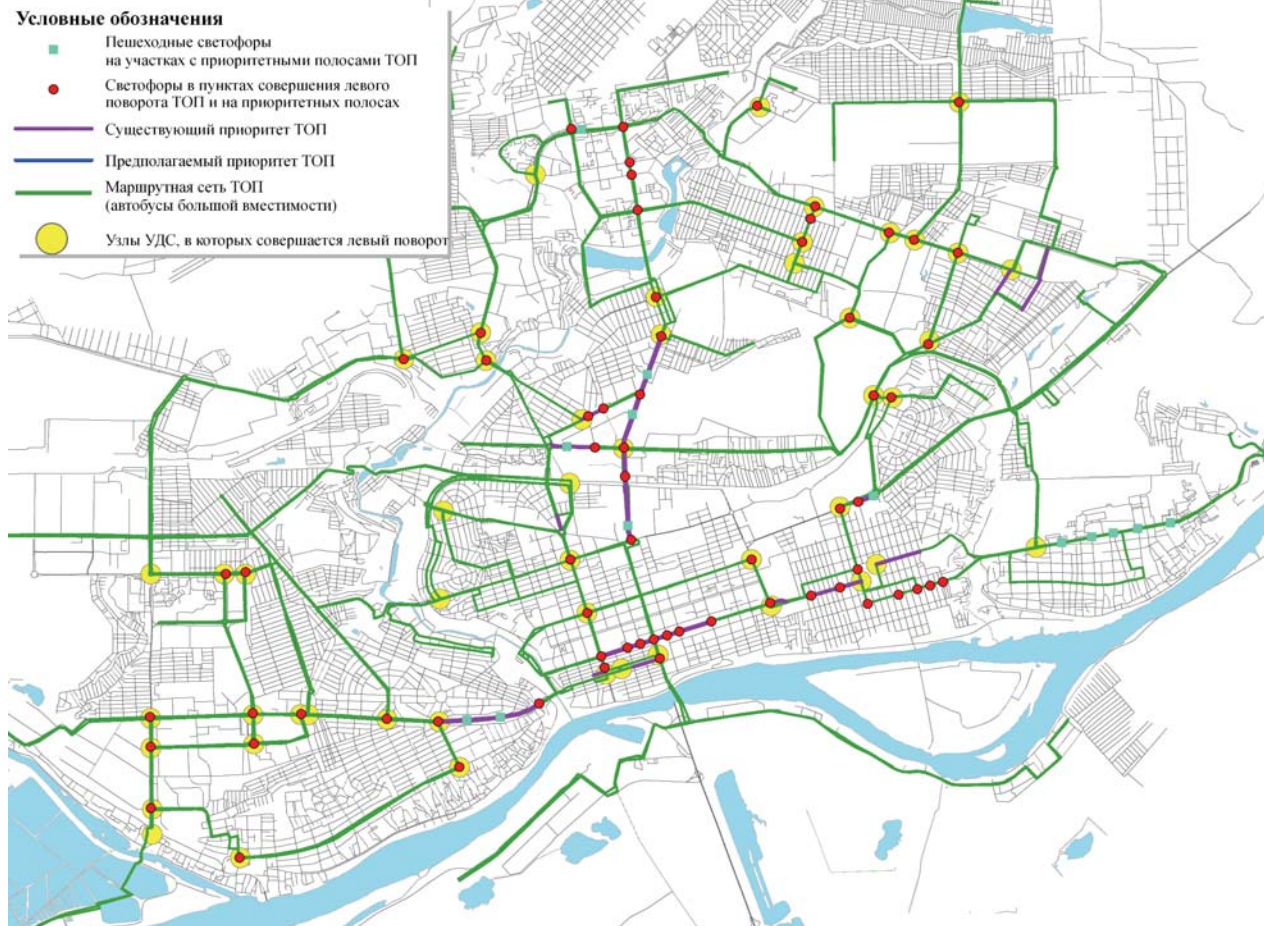 Условные обозначения
Пешеходные светофоры
на участках с приоритетными полосами ТОП
Светофоры в пунктах совершения левого
поворота ТОП и на приоритетных полосах
Существующий приоритет ТОП
Предполагаемый приоритет ТОП
Маршрутная сеть ТОП
(автобусы большой вместимости)
Узлы УДС, в которых совершается левый поворот